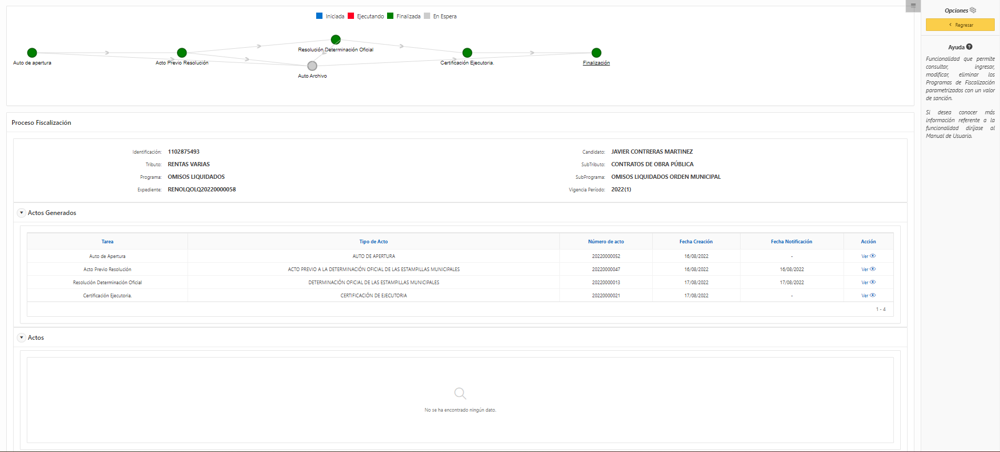 Iniciada Ejecutando Finalizada En Espera
Resolución Determinación Oficial
Auto de apertura
Acto Previo Resolución
Certificación Ejecutoria.
Finalización
Auto Archivo
Proceso Fiscalización
Identificación: 1102875493
Candidato: JAVIER CONTRERAS MARTINEZ
Tributo: RENTAS VARIAS
SubTributo: CONTRATOS DE OBRA PÚBLICA
Programa: OMISOS LIQUIDADOS
SubPrograma: OMISOS LIQUIDADOS ORDEN MUNICIPAL
Expediente: RENOLQOLQ20220000058
Vigencia Período: 2022(1)
Actos Generados
Tarea Tipo de Acto Número de acto Fecha Creación Fecha Notificación Acción
Auto de Apertura AUTO DE APERTURA 20220000052 16/08/2022 - Ver
Acto Previo Resolución ACTO PREVIO A LA DETERMINACIÓN OFICIAL DE LAS ESTAMPILLAS MUNICIPALES 20220000047 16/08/2022 16/08/2022 Ver
Resolución Determinación Oficial DETERMINACIÓN OFICIAL DE LAS ESTAMPILLAS MUNICIPALES 20220000013 17/08/2022 17/08/2022 Ver
Certificación Ejecutoria. CERTIFICACIÓN DE EJECUTORIA 20220000021 17/08/2022 - Ver
1 - 4
Actos
No se ha encontrado ningún dato.
Opciones
Regresar
Ayuda
Funcionalidad que permite
consultar, ingresar,
modificar, eliminar los
Programas de Fiscalización
parametrizados con un valor
de sanción.
Si desea conocer más
información referente a la
funcionalidad diríjase al
Manual de Usuario.